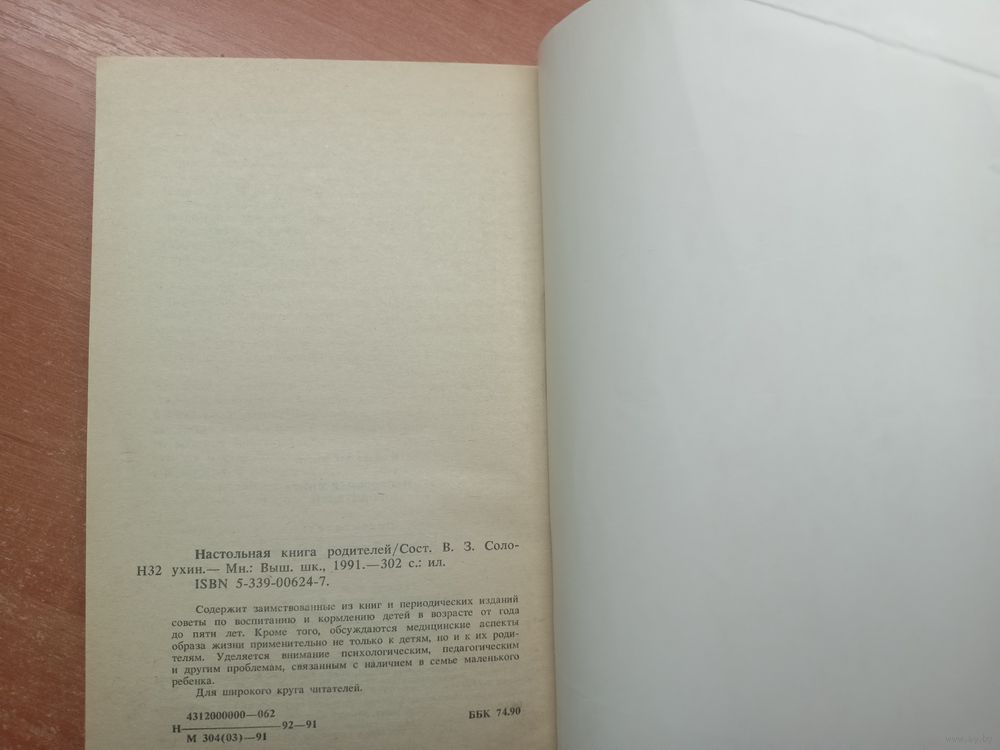 Настольная книга родителей/Сост. В. З. Соло-
Н32 ухин.— Мн.: Выш. шк., 1991.—302 с.: ил.
ISBN 5-339-00624-7.
Содержит заимствованные из книг и периодических изданий
советы по воспитанию и кормлению детей в возрасте от года
до пяти лет. Кроме того, обсуждаются медицинские аспекты
образа жизни применительно не только к детям, но и к их роди-
телям. Уделяется внимание психологическим, педагогическим
и другим проблемам, связанным с наличием в семье маленького
ребенка.
Для широкого круга читателей.
4312000000—062
Н 92—91
М 304(03)—91
ББК 74.90